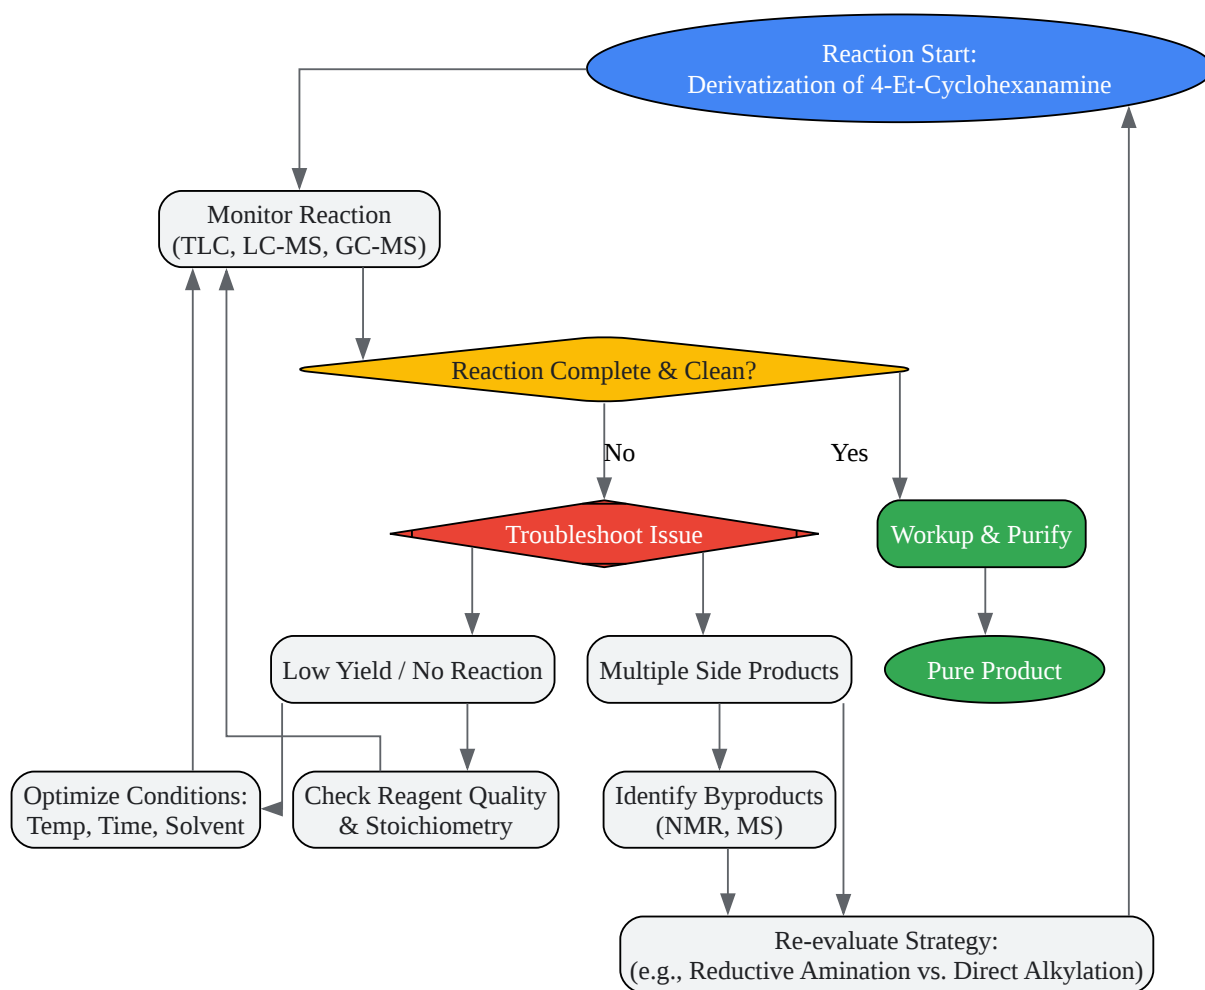 Reaction Start:
Derivatization of 4-Et-Cyclohexanamine
Monitor Reaction
(TLC, LC-MS, GC-MS)
Reaction Complete & Clean?
No
Yes
Troubleshoot Issue
Workup & Purify
Low Yield / No Reaction
Multiple Side Products
Pure Product
Optimize Conditions:
Temp, Time, Solvent
Check Reagent Quality
& Stoichiometry
Identify Byproducts
(NMR, MS)
Re-evaluate Strategy:
(e.g., Reductive Amination vs. Direct Alkylation)